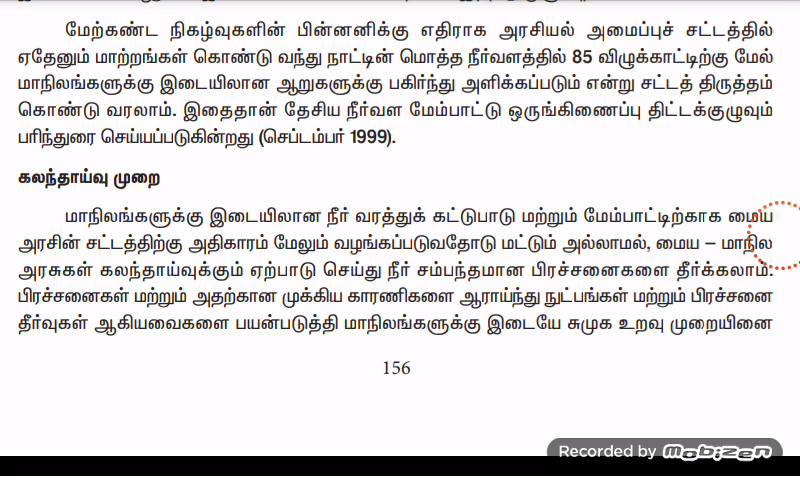 மேற்கண்ட நிகழ்வுகளின் பின்னனிக்கு எதிராக அரசியல் அமைப்புச் சட்டத்தில்
ஏதேனும் மாற்றங்கள் கொண்டு வந்து நாட்டின் மொத்த நீர்வளத்தில் 85 விழுக்காட்டிற்கு மேல்
மாநிலங்களுக்கு இடையிலான ஆறுகளுக்கு பகிர்ந்து அளிக்கப்படும் என்று சட்டத் திருத்தம்
கொண்டு வரலாம். இதைதான் தேசிய நீர்வள மேம்பாட்டு ஒருங்கிணைப்பு திட்டக்குழுவும்
பரிந்துரை செய்யப்படுகின்றது (செப்டம்பர் 1999).
கலந்தாய்வு முறை
மாநிலங்களுக்கு இடையிலான நீர் வரத்துக் கட்டுபாடு மற்றும் மேம்பாட்டிற்காக மைய
அரசின் சட்டத்திற்கு அதிகாரம் மேலும் வழங்கப்படுவதோடு மட்டும் அல்லாமல், மைய – மாநில
அரசுகள் கலந்தாய்வுக்கும் ஏற்பாடு செய்து நீர் சம்பந்தமான பிரச்சனைகளை தீர்க்கலாம்.
பிரச்சனைகள் மற்றும் அதற்கான முக்கிய காரணிகளை ஆராய்ந்து நுட்பங்கள் மற்றும் பிரச்சனை
தீர்வுகள் ஆகியவைகளை பயன்படுத்தி மாநிலங்களுக்கு இடையே சுமுக உறவு முறையினை
156
Recorded by mobizen